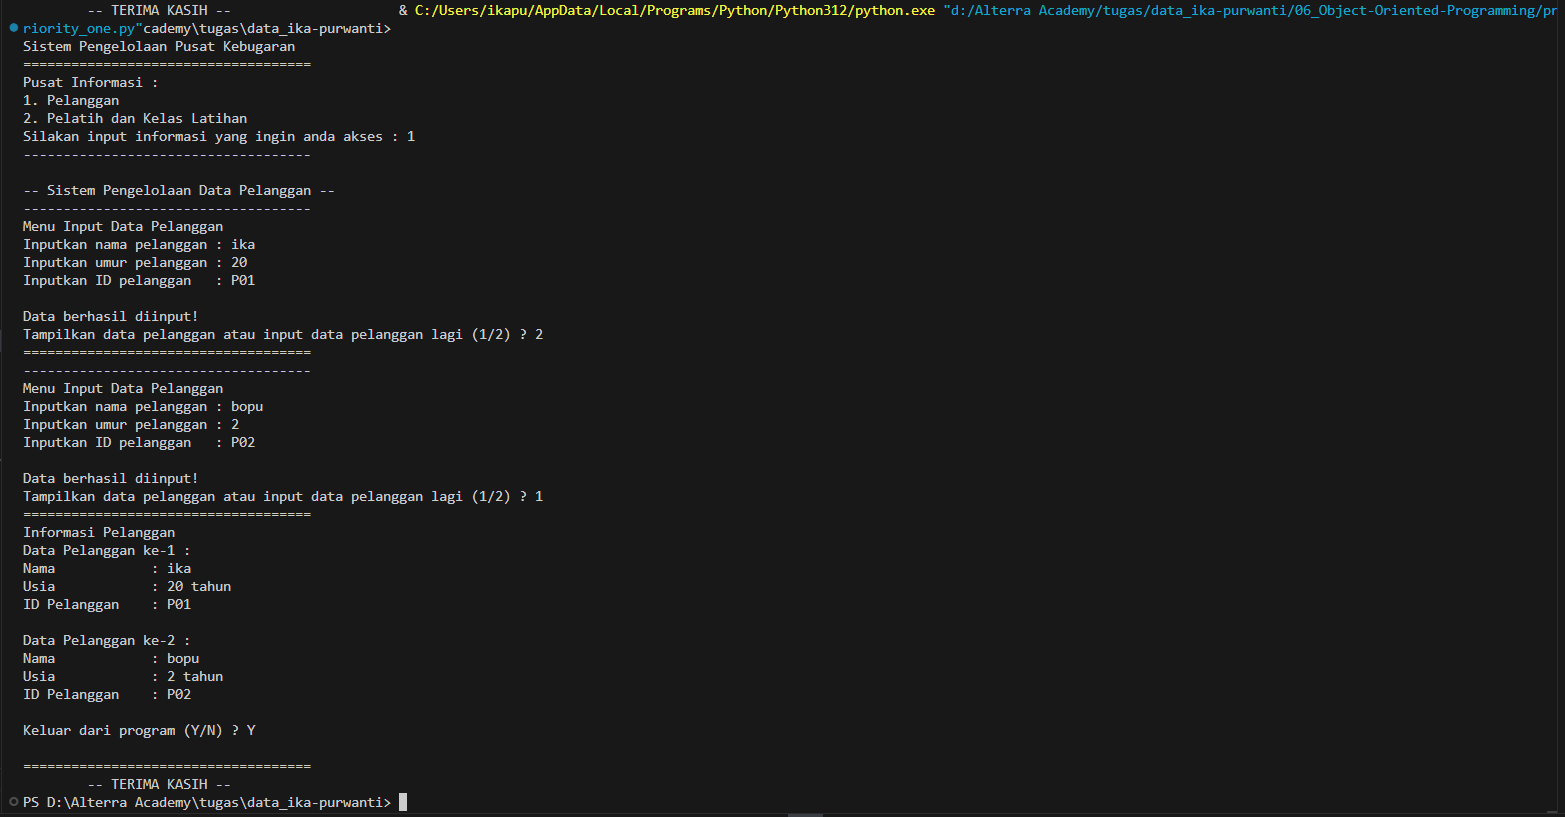 -- TERIMA KASIH -- & C:/Users/ikapu/AppData/Local/Programs/Python/Python312/python.exe "d:/Alterra Academy/tugas/data_ika-purwanti/06_Object-Oriented-Programming/pr
riority_one.py"cademy\tugas\data_ika-purwanti>
Sistem Pengelolaan Pusat Kebugaran
====================================
Pusat Informasi :
1. Pelanggan
2. Pelatih dan Kelas Latihan
Silakan input informasi yang ingin anda akses : 1
------------------------------------
-- Sistem Pengelolaan Data Pelanggan --
------------------------------------
Menu Input Data Pelanggan
Inputkan nama pelanggan : ika
Inputkan umur pelanggan : 20
Inputkan ID pelanggan   : P01
Data berhasil diinput!
Tampilkan data pelanggan atau input data pelanggan lagi (1/2) ? 2
====================================
------------------------------------
Menu Input Data Pelanggan
Inputkan nama pelanggan : bopu
Inputkan umur pelanggan : 2
Inputkan ID pelanggan   : P02
Data berhasil diinput!
Tampilkan data pelanggan atau input data pelanggan lagi (1/2) ? 1
====================================
Informasi Pelanggan
Data Pelanggan ke-1 :
Nama            : ika
Usia            : 20 tahun
ID Pelanggan    : P01
Data Pelanggan ke-2 :
Nama            : bopu
Usia            : 2 tahun
ID Pelanggan    : P02
Keluar dari program (Y/N) ? Y
====================================
-- TERIMA KASIH --
PS D:\Alterra Academy\tugas\data_ika-purwanti>